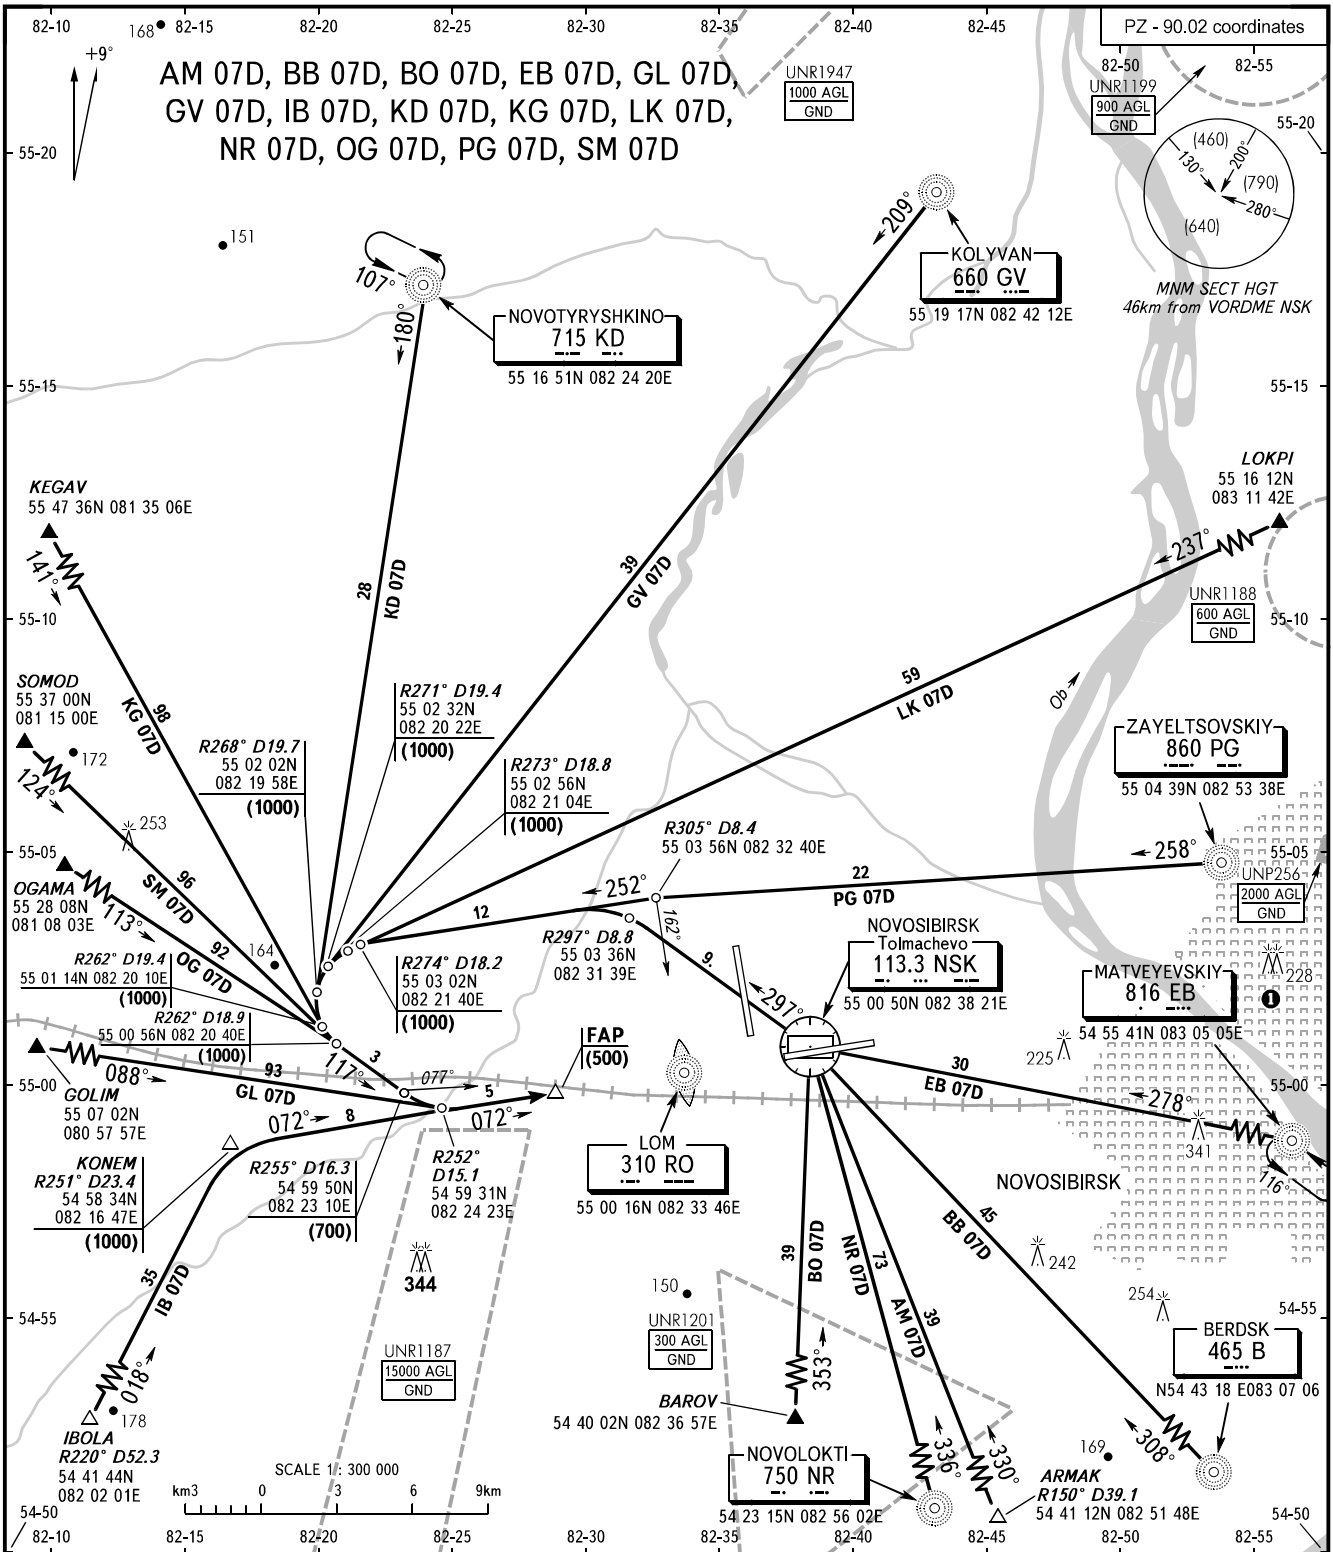 82-10
82-15
82-20
82-25
82-30
82-35
82-40
82-45
PZ - 90.02 coordinates
82-50
82-55
168
+9°
AM 07D, BB 07D, BO 07D, EB 07D, GL 07D,
GV 07D, IB 07D, KD 07D, KG 07D, LK 07D,
NR 07D, OG 07D, PG 07D, SM 07D
UNR1947
1000 AGL
GND
UNR1199
900 AGL
GND
55-20
55-20
(460)
130°
200°
(790)
280°
(640)
MNM SECT HGT
46km from VORDME NSK
151
107°
180°
NOVOTYRYSHKINO
715 KD
55 16 51N 082 24 20E
209°
KOLYVAN
660 GV
55 19 17N 082 42 12E
55-15
55-15
KEGAV
55 47 36N 081 35 06E
141°
LOKPI
55 16 12N
083 11 42E
237°
28
KD 07D
39
GV 07D
UNR1188
600 AGL
GND
55-10
55-10
SOMOD
55 37 00N
081 15 00E
172
124°
98
KG 07D
R271° D19.4
55 02 32N
082 20 22E
(1000)
59
LK 07D
Ob
R268° D19.7
55 02 02N
082 19 58E
(1000)
R273° D18.8
55 02 56N
082 21 04E
(1000)
ZAYELTSOVSKIY
860 PG
55 04 39N 082 53 38E
253
96
SM 07D
R305° D8.4
55 03 56N 082 32 40E
258°
55-05
55-05
OGAMA
55 28 08N
081 08 03E
113°
252°
22
PG 07D
UNP256
2000 AGL
GND
12
162°
92
OG 07D
164
R297° D8.8
55 03 36N
082 31 39E
9.
297°
NOVOSIBIRSK
Tolmachevo
113.3 NSK
55 00 50N 082 38 21E
228
R262° D19.4
55 01 14N 082 20 10E
(1000)
R274° D18.2
55 03 02N
082 21 40E
(1000)
MATVEYEVSKIY
816 EB
54 55 41N 083 05 05E
1
R262° D18.9
55 00 56N 082 20 40E
(1000)
FAP
(500)
225
3
117°
077°
55-00
55-00
088°
93
GL 07D
5
30
EB 07D
278°
GOLIM
55 07 02N
080 57 57E
072°
8
072°
341
116°
KONEM
R251° D23.4
54 58 34N
082 16 47E
(1000)
R255° D16.3
54 59 50N
082 23 10E
(700)
R252°
D15.1
54 59 31N
082 24 23E
LOM
310 RO
55 00 16N 082 33 46E
NOVOSIBIRSK
344
39
BO 07D
NR 07D
73
AM 07D
39
45
BB 07D
242
35
IB 07D
150
254
54-55
54-55
UNR1187
15000 AGL
GND
UNR1201
300 AGL
GND
BERDSK
465 B
N54 43 18 E083 07 06
018°
178
353°
BAROV
54 40 02N 082 36 57E
IBOLA
R220° D52.3
54 41 44N
082 02 01E
SCALE 1 : 300 000
km3 0 3 6 9km
NOVOLOKTI
750 NR
54 23 15N 082 56 02E
336°
330°
169
308°
ARMAK
R150° D39.1
54 41 12N 082 51 48E
54-50
54-50
82-10
82-15
82-20
82-25
82-30
82-35
82-40
82-45
82-50
82-55